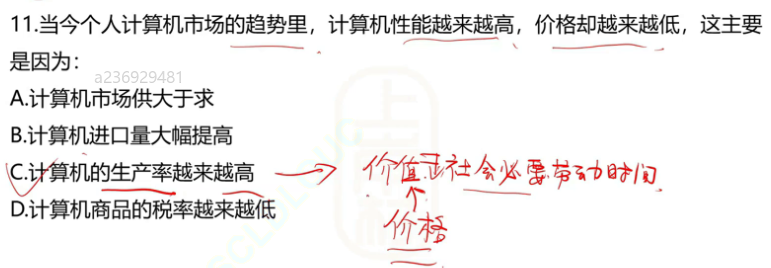 11.当今个人计算机市场的趋势里，计算机性能越来越高，价格却越来越低，这主要
是因为：
a236929481
A.计算机市场供大于求
B.计算机进口量大幅提高
C.计算机的生产率越来越高 价值 社会必要劳动时间
D.计算机商品的税率越来越低
价格